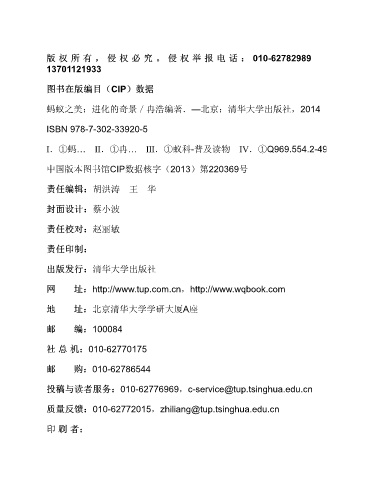 版权所有，侵权必究。侵权举报电话：010-62782989
13701121933
图书在版编目（CIP）数据
蚂蚁之美：进化的奇景／冉浩编著．—北京：清华大学出版社，2014
ISBN 978-7-302-33920-5
Ⅰ．①蚂… Ⅱ．①冉… Ⅲ．①蚁科-普及读物 Ⅳ．①Q969.554.2-49
中国版本图书馆CIP数据核字（2013）第220369号
责任编辑：胡洪涛 王 华
封面设计：蔡小波
责任校对：赵丽敏
责任印制：
出版发行：清华大学出版社
网 址：http://www.tup.com.cn，http://www.wqbook.com
地 址：北京清华大学学研大厦A座
邮 编：100084
社 总 机：010-62770175
邮 购：010-62786544
投稿与读者服务：010-62776969，c-service@tup.tsinghua.edu.cn
质量反馈：010-62772015，zhiliang@tup.tsinghua.edu.cn
印 刷 者：